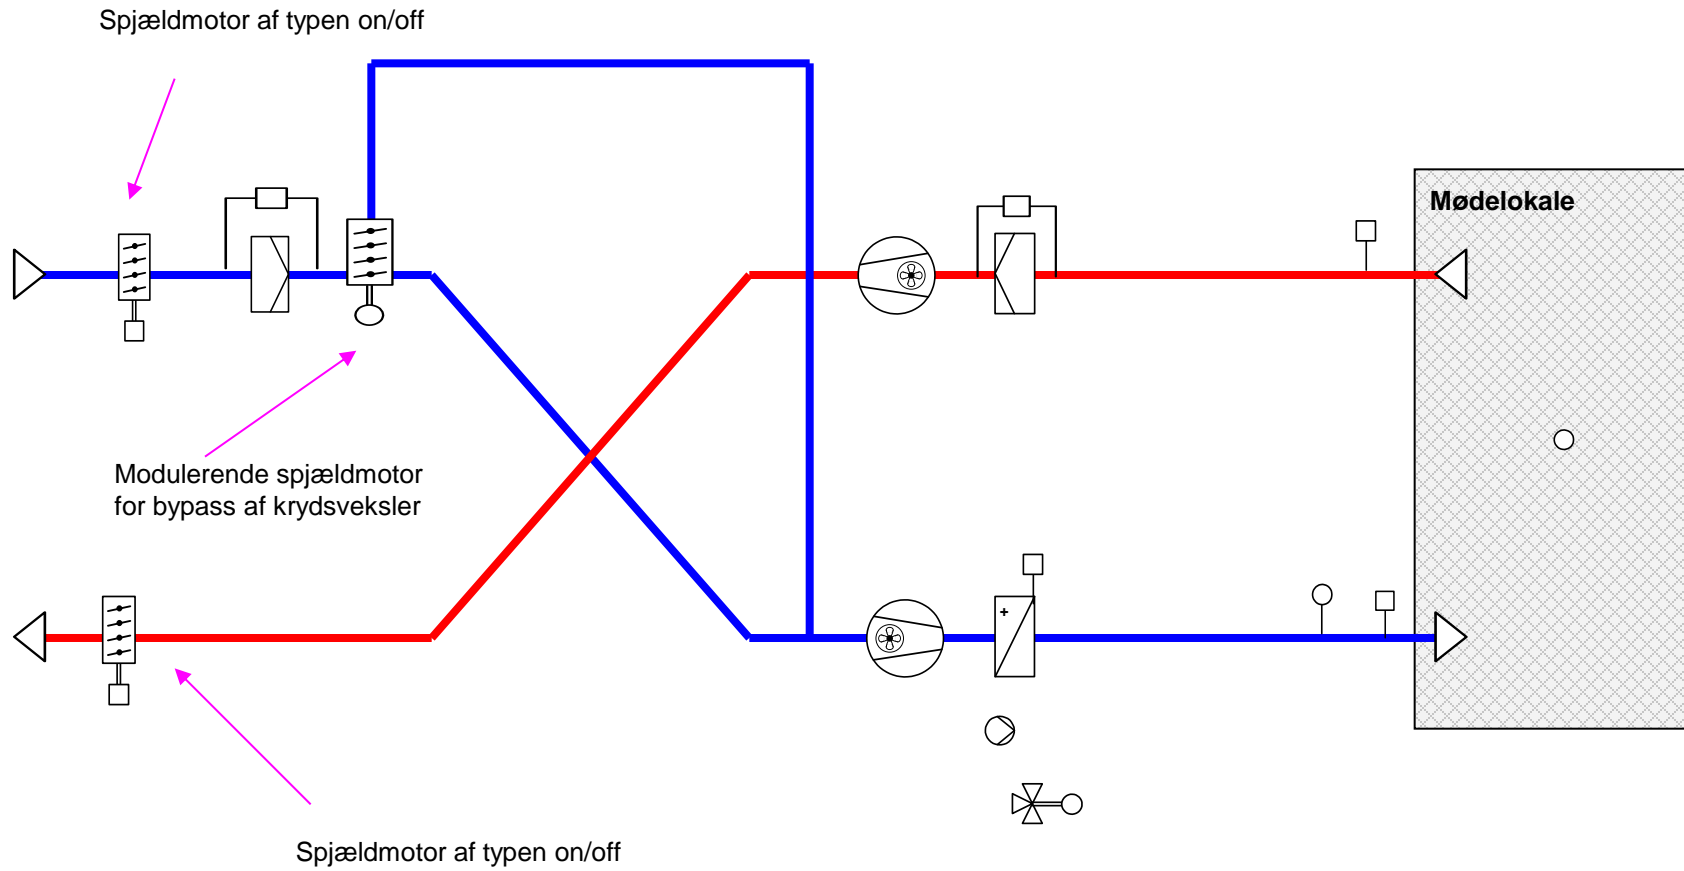 Spjældmotor af typen on/off
Mødelokale
Modulerende spjældmotor
for bypass af krydsveksler
+
Spjældmotor af typen on/off